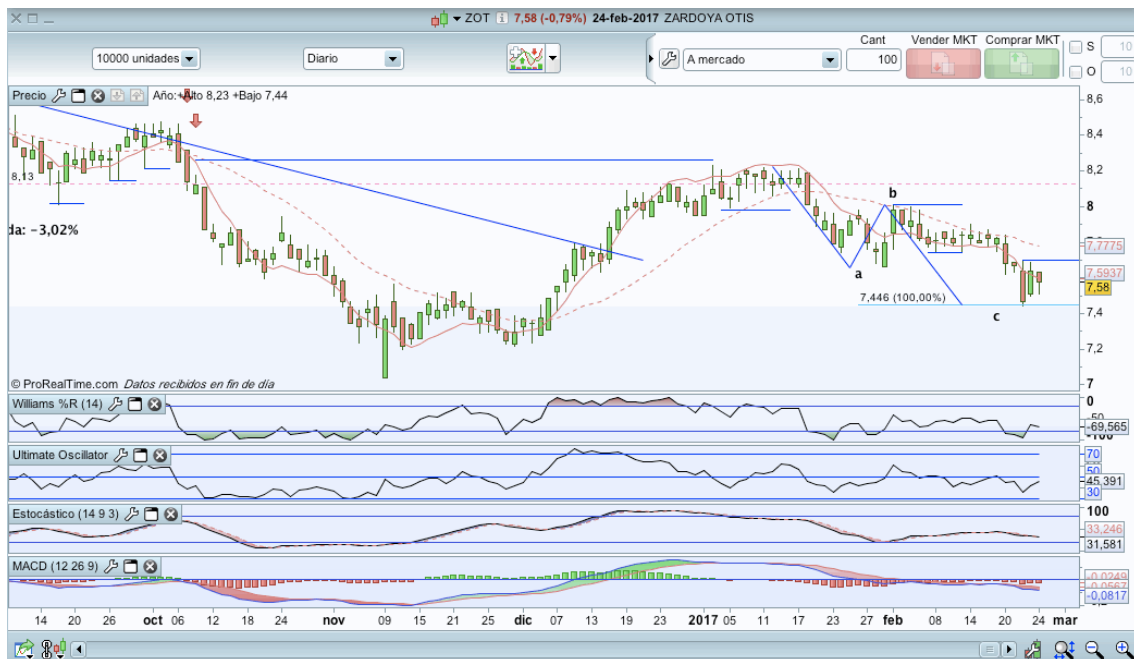 ZOT 7,58 (-0,79%) 24-feb-2017 ZARDOYA OTIS
10000 unidades Diario A mercado
Cant
100
Vender MKT Comprar MKT
S 10
O 10
Precio Año:+Alto 8,23 +Bajo 7,44
8,6
8,4
8,2
8,13
8
b
da: −3,02%
7,7775
a
7,5937
7,58
7,446 (100,00%)
c
7,4
7,2
© ProRealTime.com Datos recibidos en fin de día
7
Williams %R (14)
0
-50
-69,565
-100
Ultimate Oscillator
70
50
45,391
30
Estocástico (14 9 3)
100
33,246
31,581
MACD (12 26 9)
-0,0249
-0,0567
-0,0817
14 20 26 oct 06 12 18 24 nov 09 15 21 dic 07 13 19 23 2017 05 11 17 23 27 feb 08 14 20 24 mar